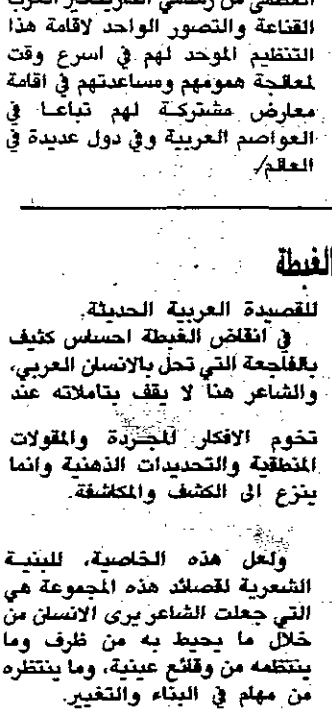 من رسامي الكاريكاتير العرب
القناعة والتصور الواحد لاقامة هذا
التنظيم الموحد لهم في اسرع وقت
لمعالجة همومهم ومساعدتهم في اقامة
معارض مشتركة لهم تباعا في
العواصم العربية وفي دول عديدة في
العالم/
الغبطة
للقصيدة العربية الحديثة.
في انقاض الغبطة احساس كثيف
بالفاجعة التي تحل بالانسان العربي،
والشاعر هنا لا يقف بتاملاته عند
تخوم الافكار المجردة والمقولات
المنطقية والتحديدات الذهنية وانما
ينزع الى الكشف والمكاشفة.
ولعل هذه الخاصية، للبنية
الشعرية لقصائد هذه المجموعة هي
التي جعلت الشاعر يرى الانسان من
خلال ما يحيط به من ظرف وما
ينتظمه من وقائع عينية، وما ينتظره
من مهام في البناء والتغيير.